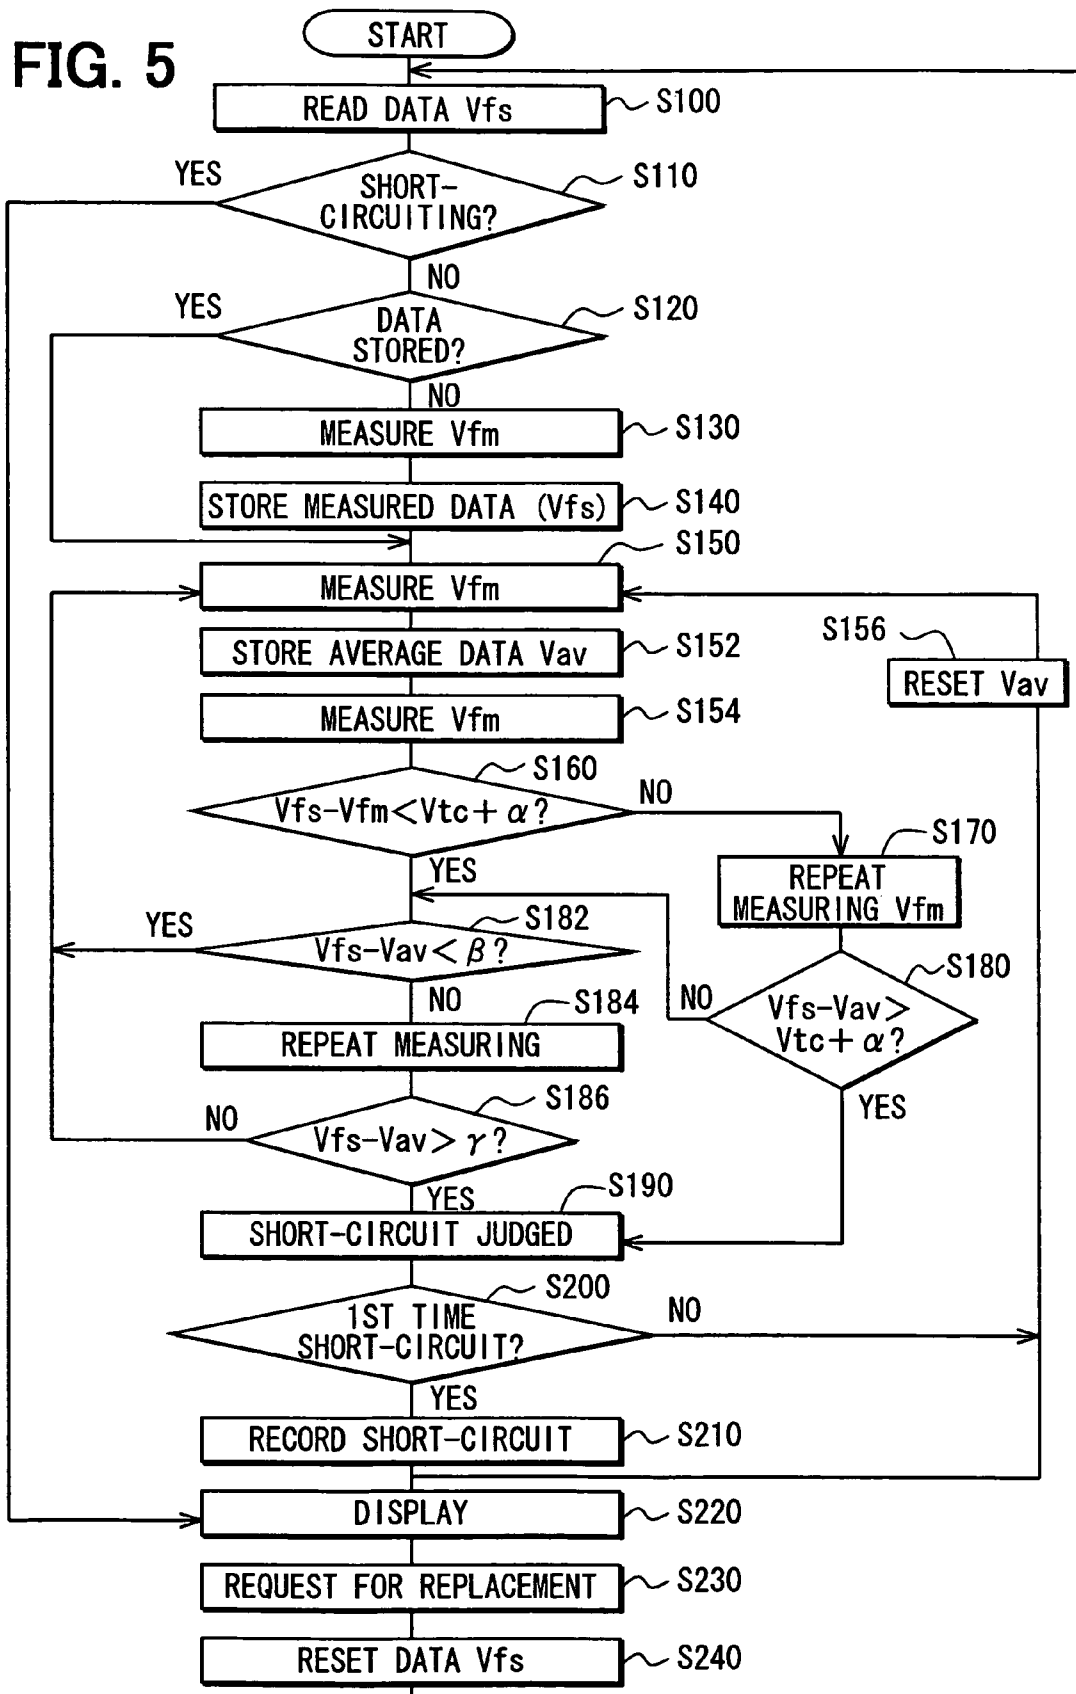 FIG. 5
START
READ DATA Vfs
S100
YES
SHORT-
CIRCUITING?
S110
NO
YES
DATA
STORED?
S120
NO
MEASURE Vfm
S130
STORE MEASURED DATA (Vfs)
S140
S150
MEASURE Vfm
STORE AVERAGE DATA Vav
S152
S156
RESET Vav
MEASURE Vfm
S154
S160
Vfs-Vfm<Vtc+α?
NO
YES
S170
REPEAT
MEASURING Vfm
YES
S182
Vfs-Vav<β?
NO
S180
Vfs-Vav>
Vtc+α?
NO
YES
S184
REPEAT MEASURING
S186
NO
Vfs-Vav>γ?
YES
S190
SHORT-CIRCUIT JUDGED
S200
1ST TIME
SHORT-CIRCUIT?
NO
YES
RECORD SHORT-CIRCUIT
S210
DISPLAY
S220
REQUEST FOR REPLACEMENT
S230
RESET DATA Vfs
S240